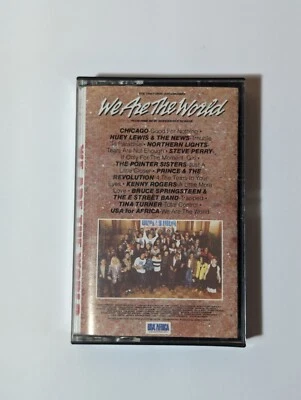 We Are The World
CHICAGO Good For Nothing •
HUEY LEWIS & THE NEWS Trouble
In Paradise • NORTHERN LIGHTS
Tears Are Not Enough • STEVE PERRY
If Only For The Moment, Girl •
THE POINTER SISTERS Just A
Little Closer • PRINCE & THE
REVOLUTION 4 The Tears In Your
Eyes • KENNY ROGERS A Little More
Love • BRUCE SPRINGSTEEN &
THE E STREET BAND Trapped •
TINA TURNER Total Control •
USA for AFRICA We Are The World
USA AFRICA